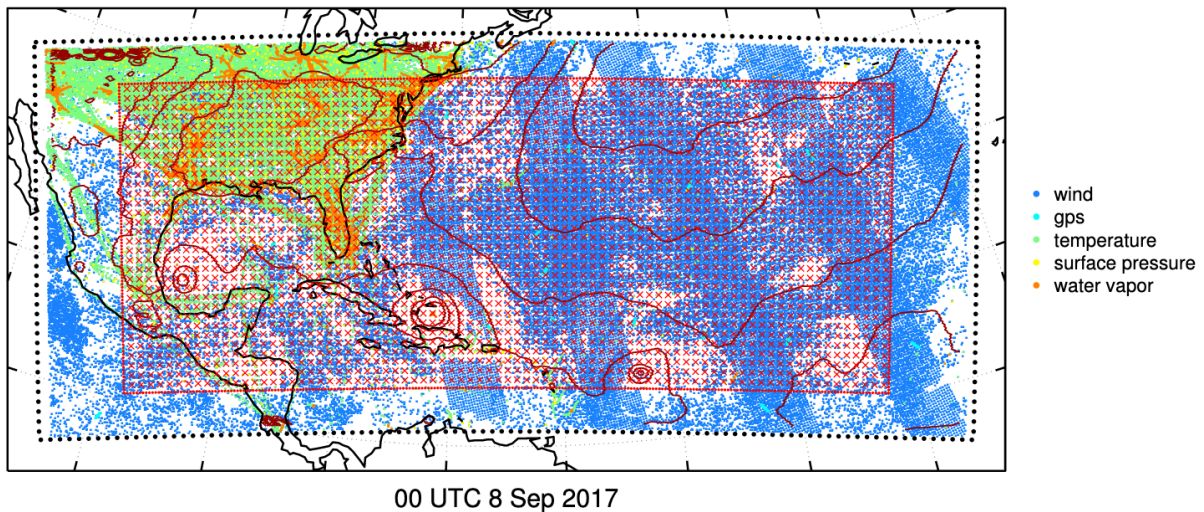 wind
gps
temperature
surface pressure
water vapor
00 UTC 8 Sep 2017